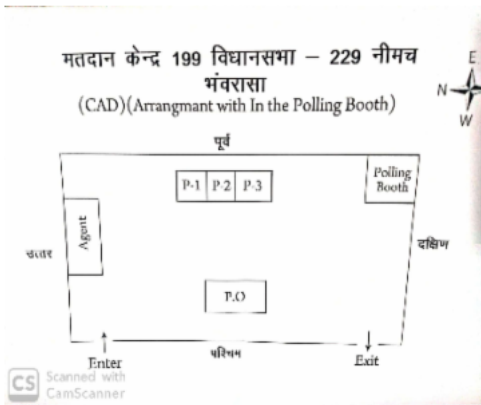 मतदान केन्द्र 199 विधानसभा – 229 नीमच
भंवरासा
(CAD)(Arrangmant with In the Polling Booth)
E
N
W
पूर्व
P-1 P-2 P-3
Polling
Booth
Agent
उत्तर
दक्षिण
P.O
Enter
पश्चिम
Exit
CS Scanned with
CamScanner